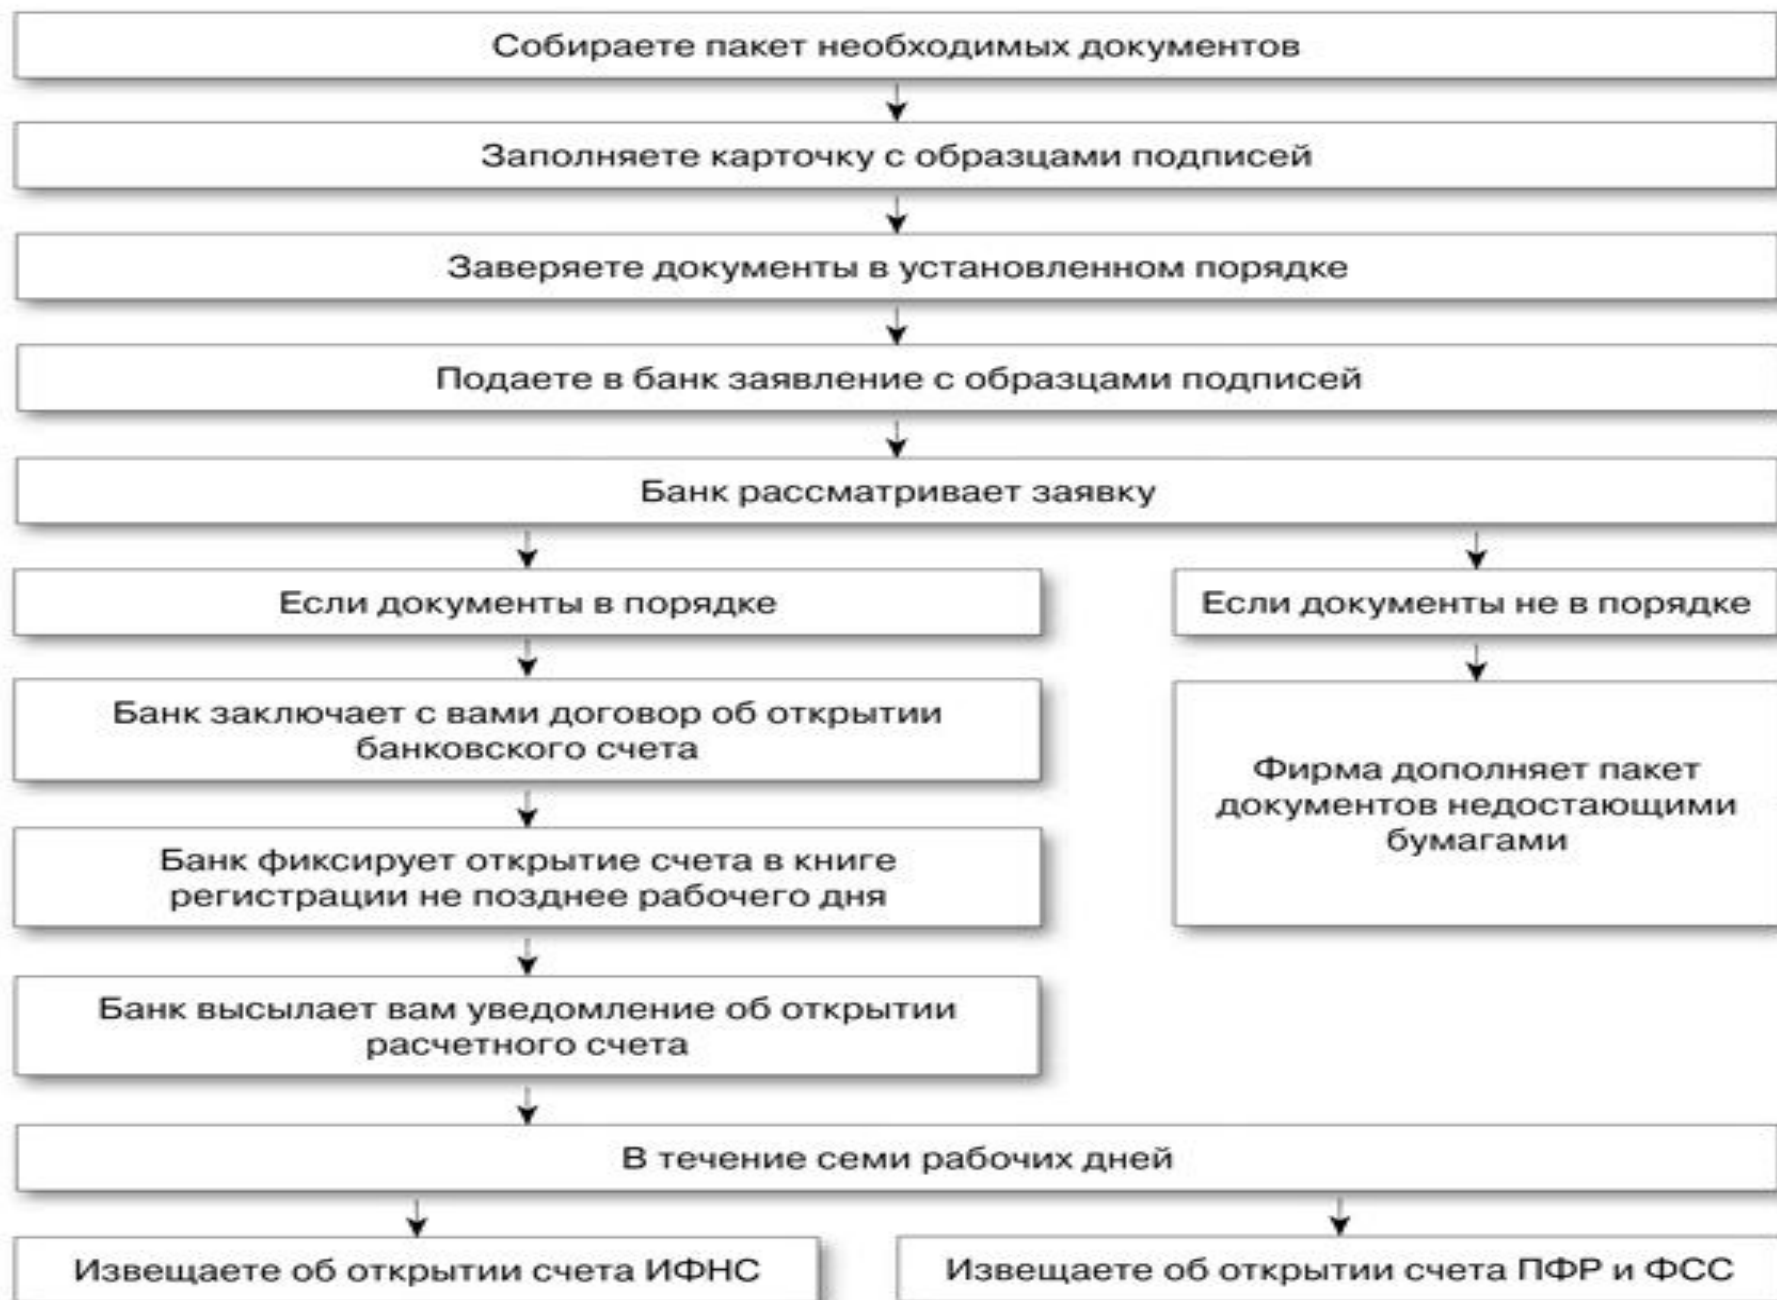 Собираете пакет необходимых документов
Заполняете карточку с образцами подписей
Заверяете документы в установленном порядке
Подаете в банк заявление с образцами подписей
Банк рассматривает заявку
Если документы в порядке
Если документы не в порядке
Банк заключает с вами договор об открытии
банковского счета
Фирма дополняет пакет
документов недостающими
бумагами
Банк фиксирует открытие счета в книге
регистрации не позднее рабочего дня
Банк высылает вам уведомление об открытии
расчетного счета
В течение семи рабочих дней
Извещаете об открытии счета ИФНС
Извещаете об открытии счета ПФР и ФСС